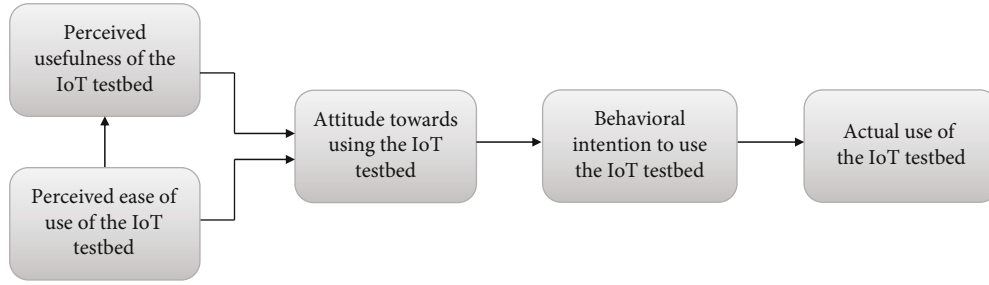 Perceived
usefulness of the
IoT testbed
Perceived ease of
use of the IoT
testbed
Attitude towards
using the IoT
testbed
Behavioral
intention to use
the IoT testbed
Actual use of
the IoT testbed